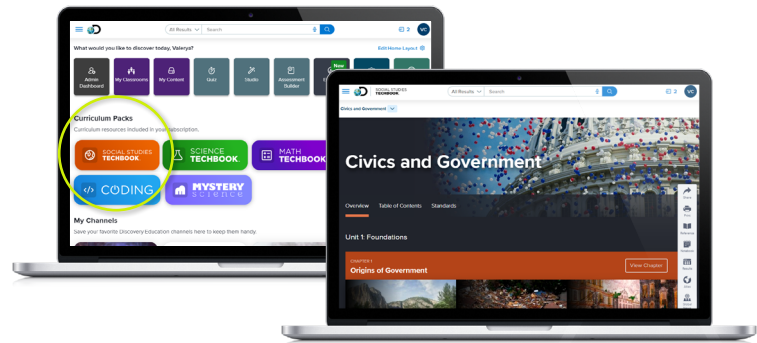 All Results Search
2 VC
What would you like to discover today, Valerys?
Edit Home Layout
Admin Dashboard
My Classrooms
My Content
Quiz
Studio
Assessment Builder
New
Curriculum Packs
Curriculum resources included in your subscription.
SOCIAL STUDIES
TECHBOOK
SCIENCE
TECHBOOK
MATH
TECHBOOK
CODING
MYSTERY
science
My Channels
Save your favorite Discovery Education channels here to keep them handy.
SOCIAL STUDIES
TECHBOOK
All Results Search
2 VC
Civics and Government
Civics and Government
Overview Table of Contents Standards
Unit 1: Foundations
CHAPTER 1
Origins of Government
View Chapter
Share
Print